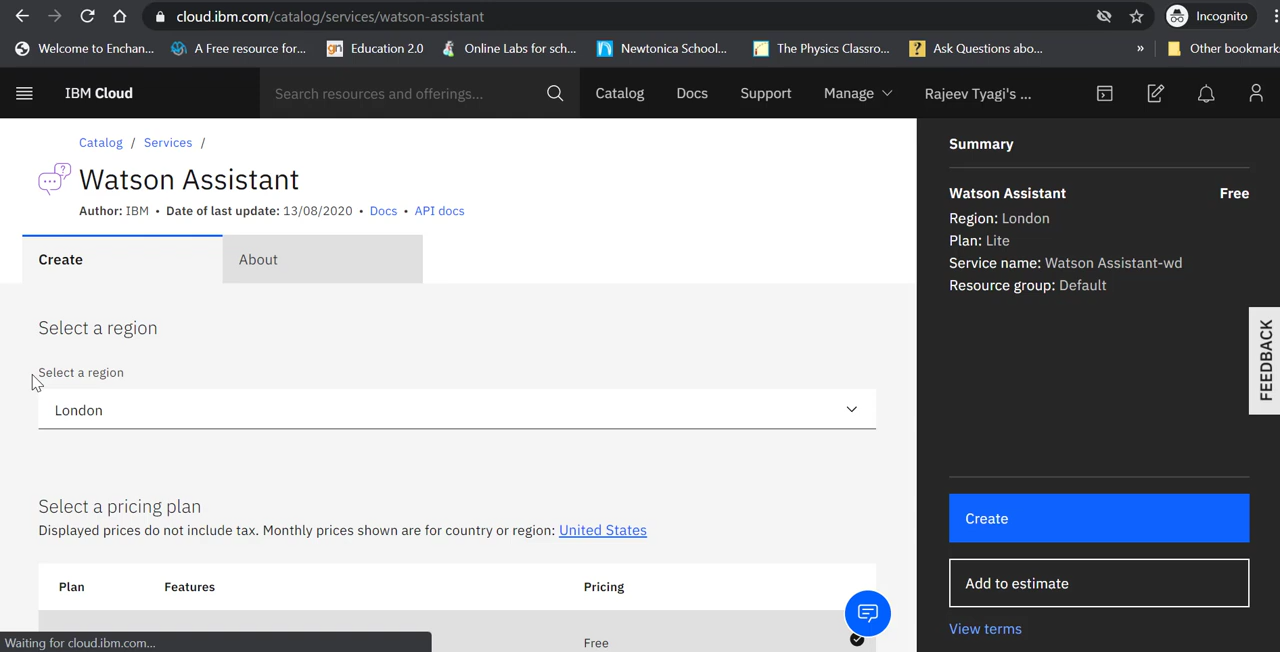 cloud.ibm.com/catalog/services/watson-assistant
Incognito
Welcome to Enchan...
A Free resource for...
gn
Education 2.0
Online Labs for sch...
Newtonica School...
The Physics Classro...
?
Ask Questions abo...
»
Other bookmark
IBM Cloud
Search resources and offerings...
Catalog
Docs
Support
Manage
Rajeev Tyagi's ...
Catalog / Services /
Watson Assistant
Author: IBM • Date of last update: 13/08/2020 • Docs • API docs
Create
About
Select a region
Select a region
London
Select a pricing plan
Displayed prices do not include tax. Monthly prices shown are for country or region: United States
Plan
Features
Pricing
Free
Waiting for cloud.ibm.com...
Summary
Watson Assistant
Free
Region: London
Plan: Lite
Service name: Watson Assistant-wd
Resource group: Default
FEEDBACK
Create
Add to estimate
View terms